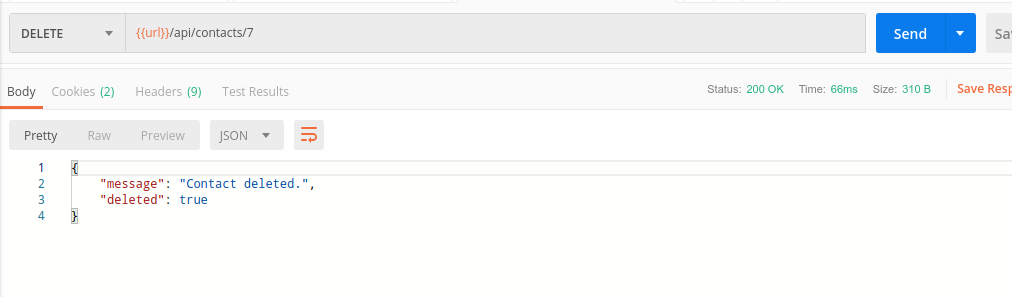 DELETE {{url}}/api/contacts/7 Send Sav
Body Cookies (2) Headers (9) Test Results Status: 200 OK Time: 66ms Size: 310 B Save Resp
Pretty Raw Preview JSON
1 {
2 "message": "Contact deleted.",
3 "deleted": true
4 }